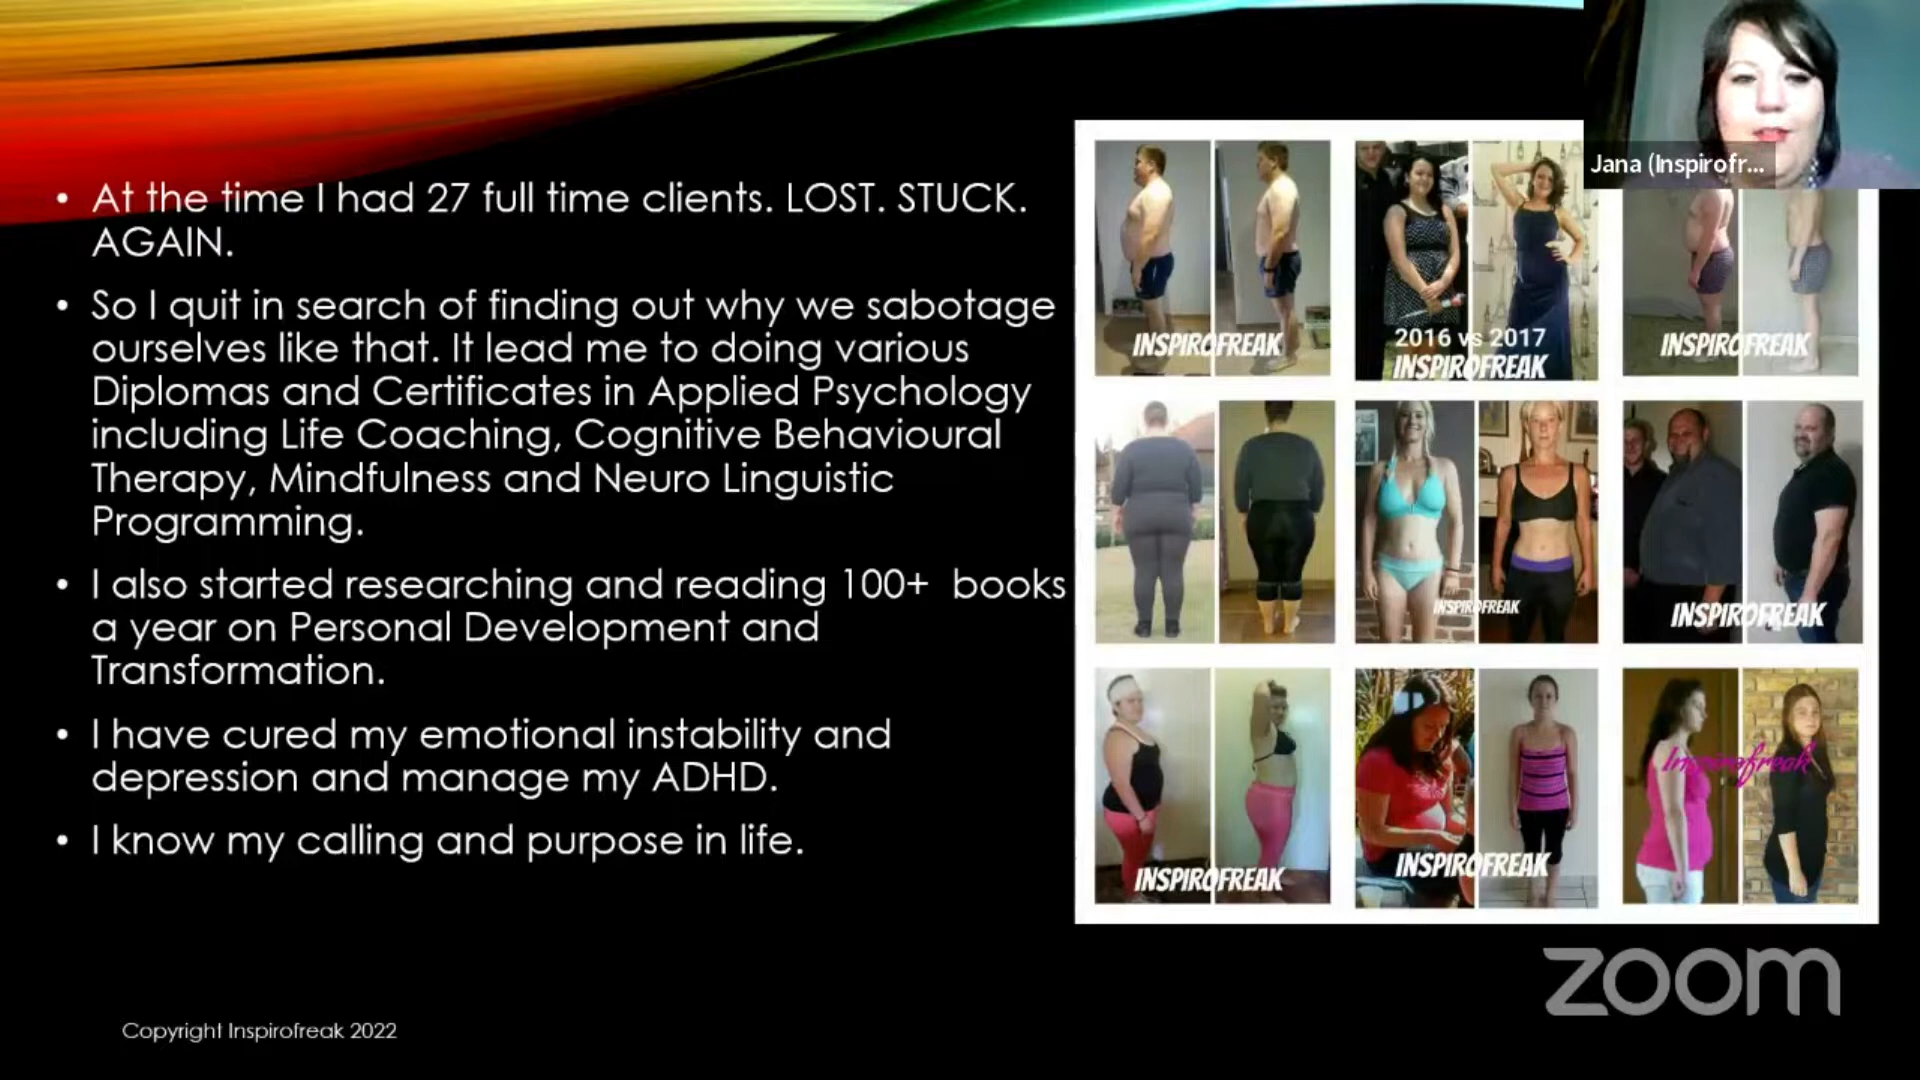 Jana (Inspirofr...
• At the time I had 27 full time clients. LOST. STUCK.
AGAIN.
• So I quit in search of finding out why we sabotage
ourselves like that. It lead me to doing various
Diplomas and Certificates in Applied Psychology
including Life Coaching, Cognitive Behavioural
Therapy, Mindfulness and Neuro Linguistic
Programming.
• I also started researching and reading 100+  books
a year on Personal Development and
Transformation.
• I have cured my emotional instability and
depression and manage my ADHD.
• I know my calling and purpose in life.
INSPIROFREAK
2016 vs 2017
INSPIROFREAK
INSPIROFREAK
INSPIROFREAK
INSPIROFREAK
INSPIROFREAK
INSPIROFREAK
Inspirofreak
zoom
Copyright Inspirofreak 2022